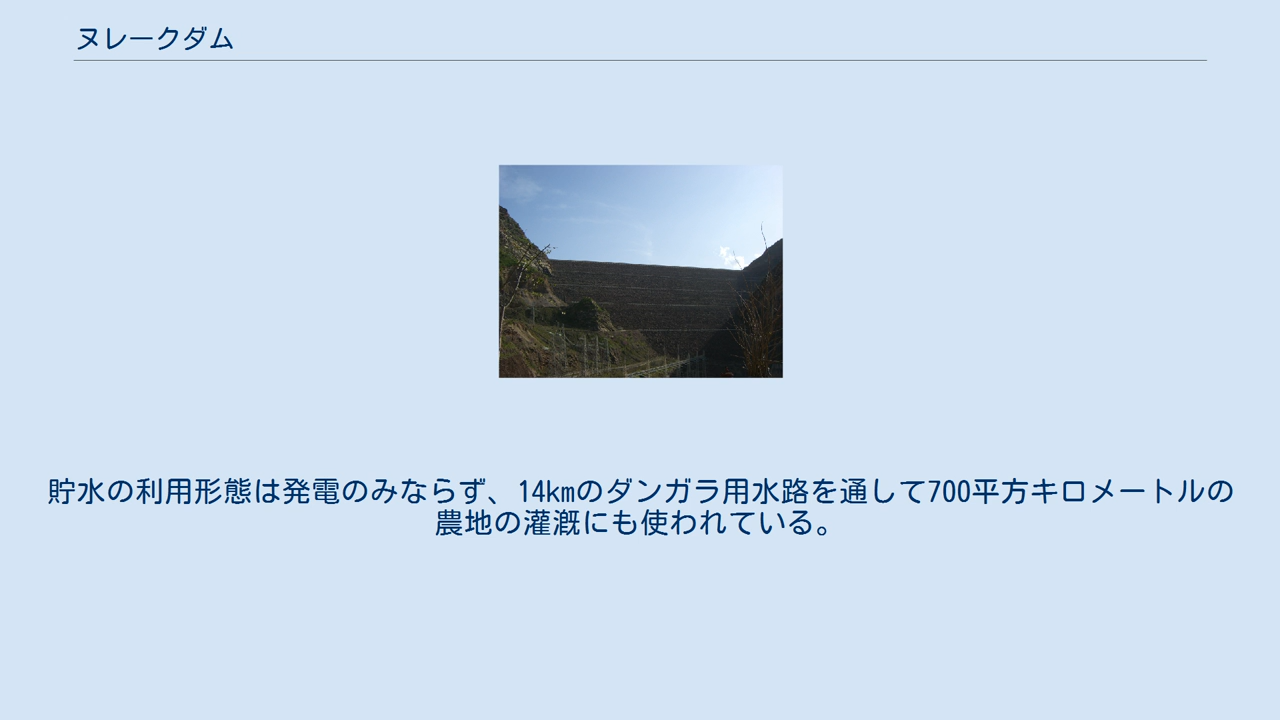 ヌレークダム
貯水の利用形態は発電のみならず、14kmのダンガラ用水路を通して700平方キロメートルの
農地の灌漑にも使われている。